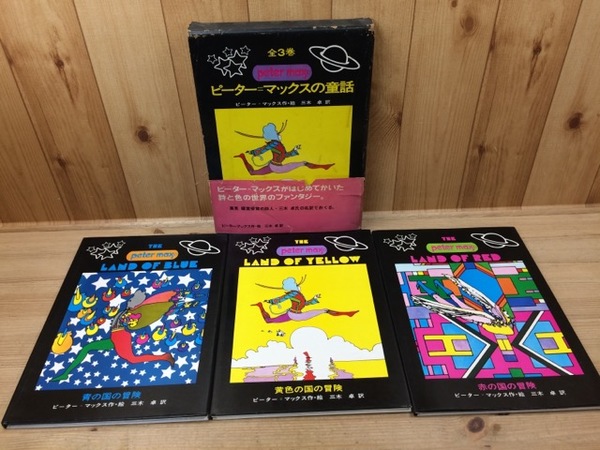 全3巻
peter max
ピーター=マックスの童話
ピーター・マックス作・絵 三木 卓 訳
ピーター・マックスがはじめてかいた
詩と色の世界のファンタジー。
THE
peter max
LAND OF BLUE
青の国の冒険
ピーター・マックス作・絵 三木 卓 訳
THE
peter max
LAND OF YELLOW
黄色の国の冒険
ピーター・マックス作・絵 三木 卓 訳
THE
peter max
LAND OF RED
赤の国の冒険
ピーター・マックス作・絵 三木 卓 訳